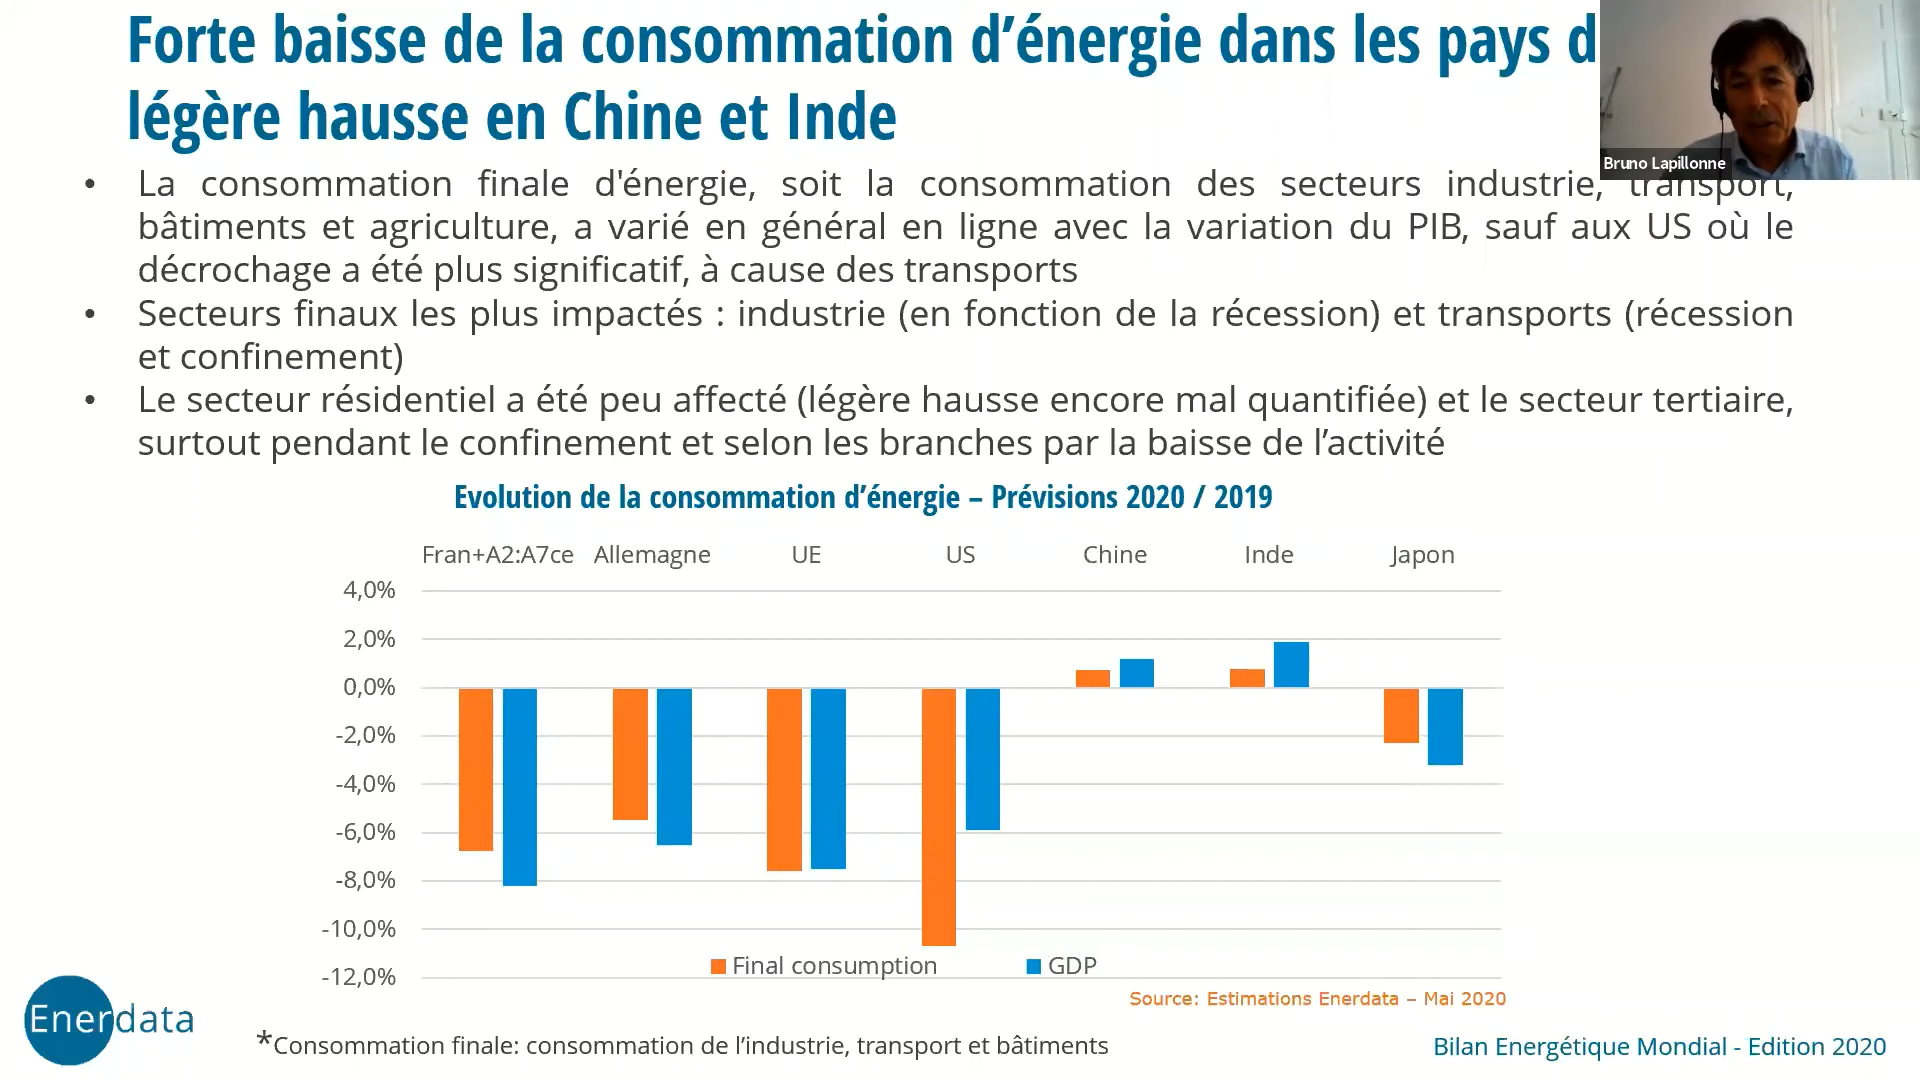 Forte baisse de la consommation d’énergie dans les pays d
légère hausse en Chine et Inde
Bruno Lapillonne
• La consommation finale d'énergie, soit la consommation des secteurs industrie, transport,
bâtiments et agriculture, a varié en général en ligne avec la variation du PIB, sauf aux US où le
décrochage a été plus significatif, à cause des transports
• Secteurs finaux les plus impactés : industrie (en fonction de la récession) et transports (récession
et confinement)
• Le secteur résidentiel a été peu affecté (légère hausse encore mal quantifiée) et le secteur tertiaire,
surtout pendant le confinement et selon les branches par la baisse de l’activité
Evolution de la consommation d’énergie – Prévisions 2020 / 2019
Fran+A2:A7ce Allemagne UE US Chine Inde Japon
4,0%
2,0%
0,0%
-2,0%
-4,0%
-6,0%
-8,0%
-10,0%
-12,0%
Final consumption GDP
Source: Estimations Enerdata – Mai 2020
Enerdata
*Consommation finale: consommation de l’industrie, transport et bâtiments
Bilan Energétique Mondial - Edition 2020